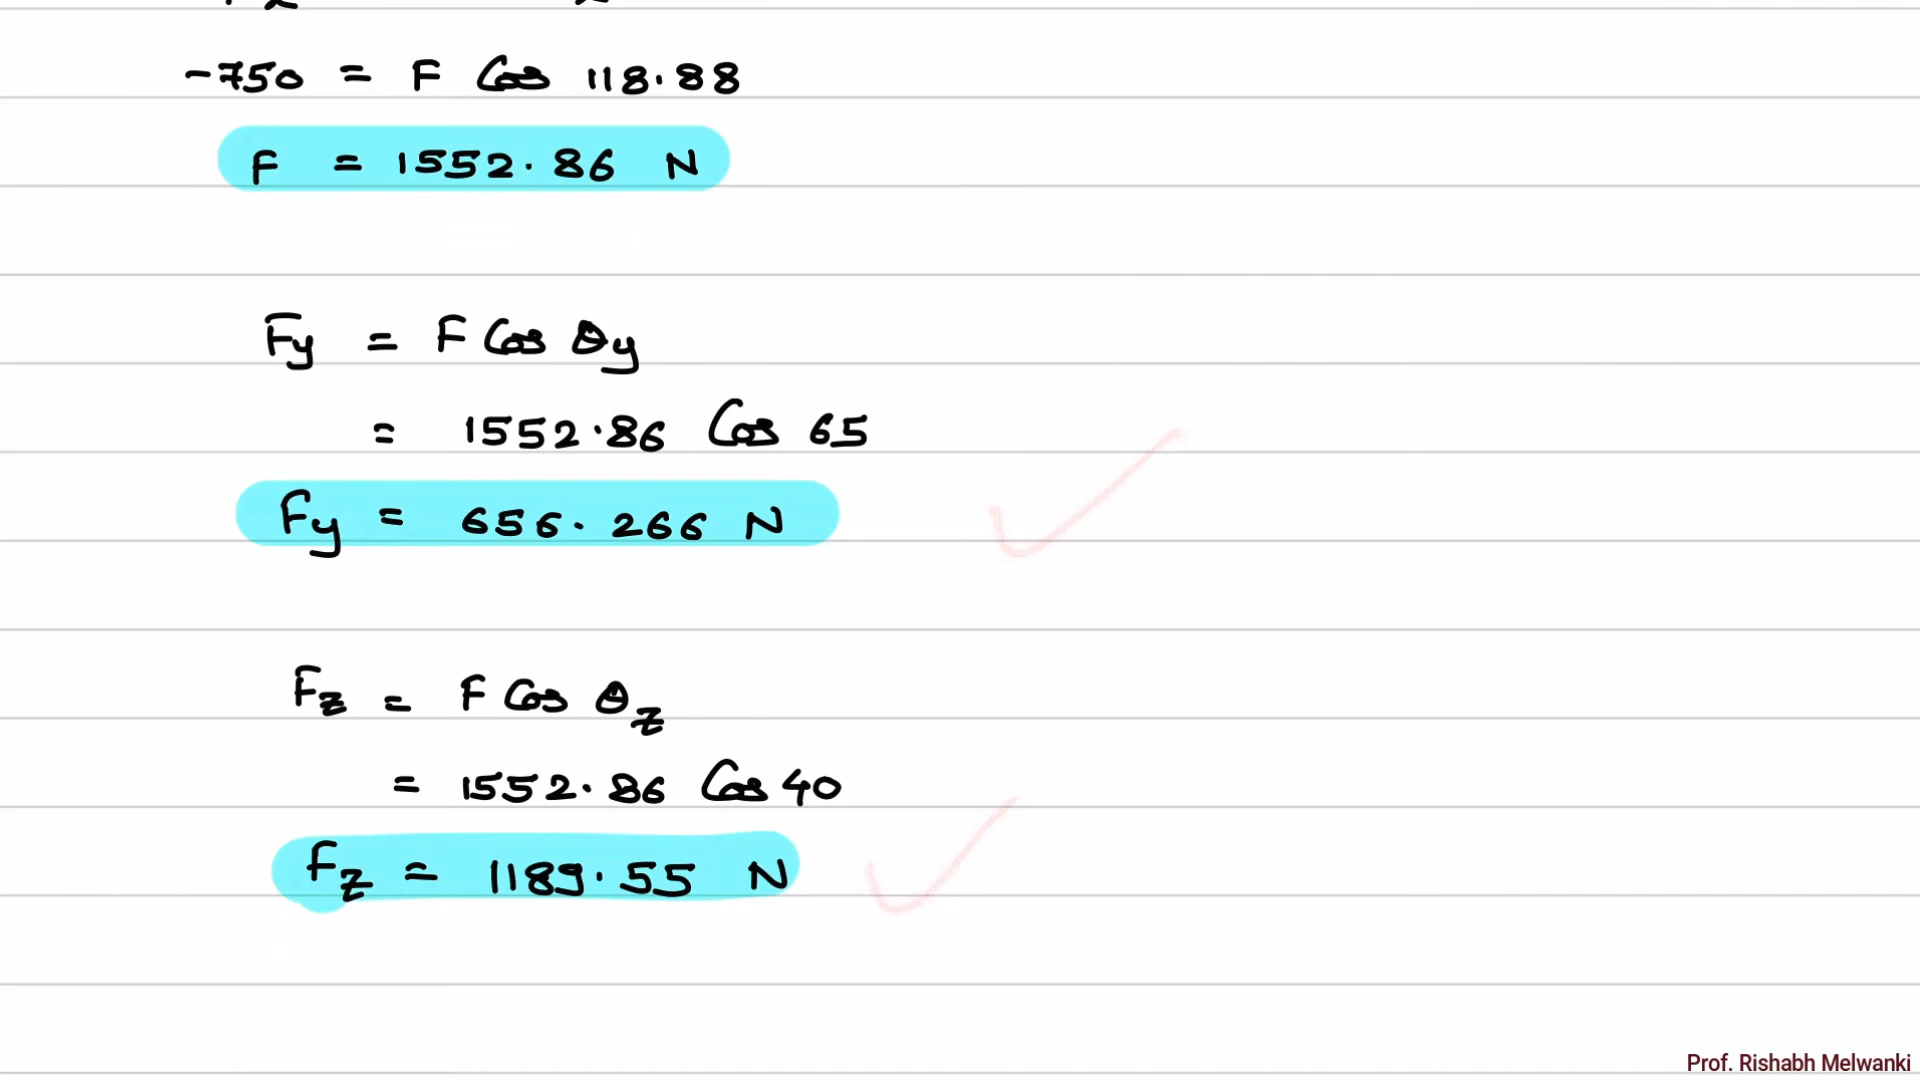 -750 = F Cos 118.88
F = 1552.86 N
Fy = F Cos θy
= 1552.86 Cos 65
Fy = 656.266 N
Fz = F Cos θz
= 1552.86 Cos 40
Fz = 1189.55 N
Prof. Rishabh Melwanki